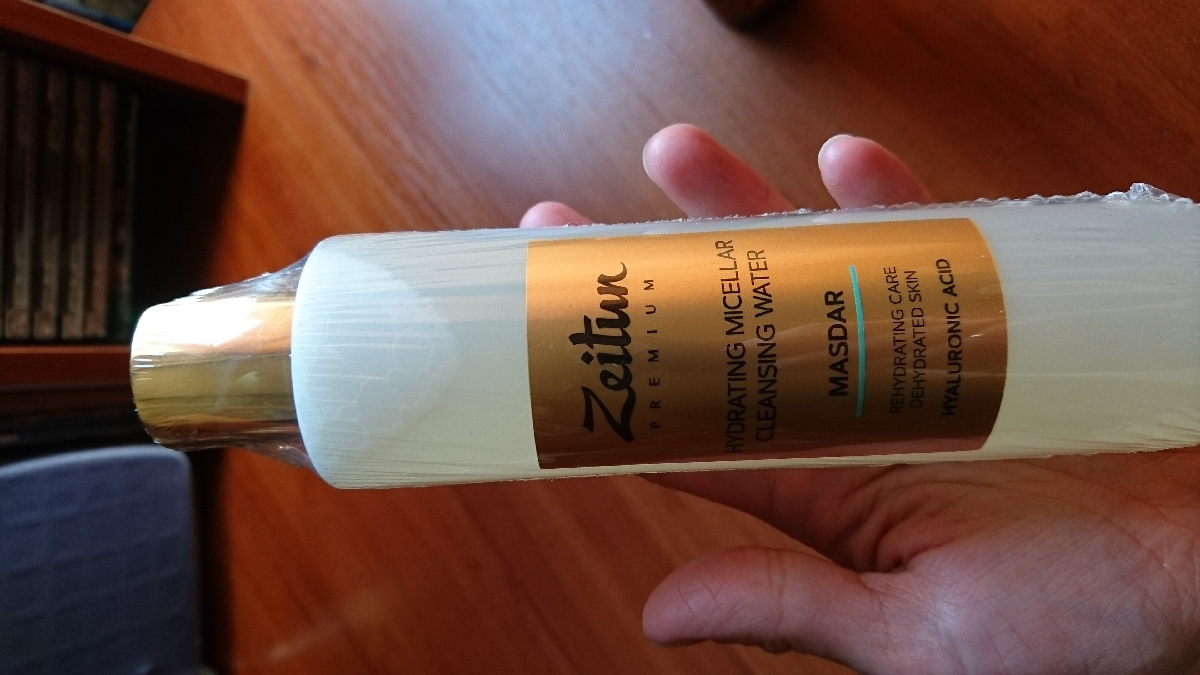 Zeitun
PREMIUM
HYDRATING MICELLAR
CLEANSING WATER
MASDAR
REHYDRATING CARE
DEHYDRATED SKIN
HYALURONIC ACID